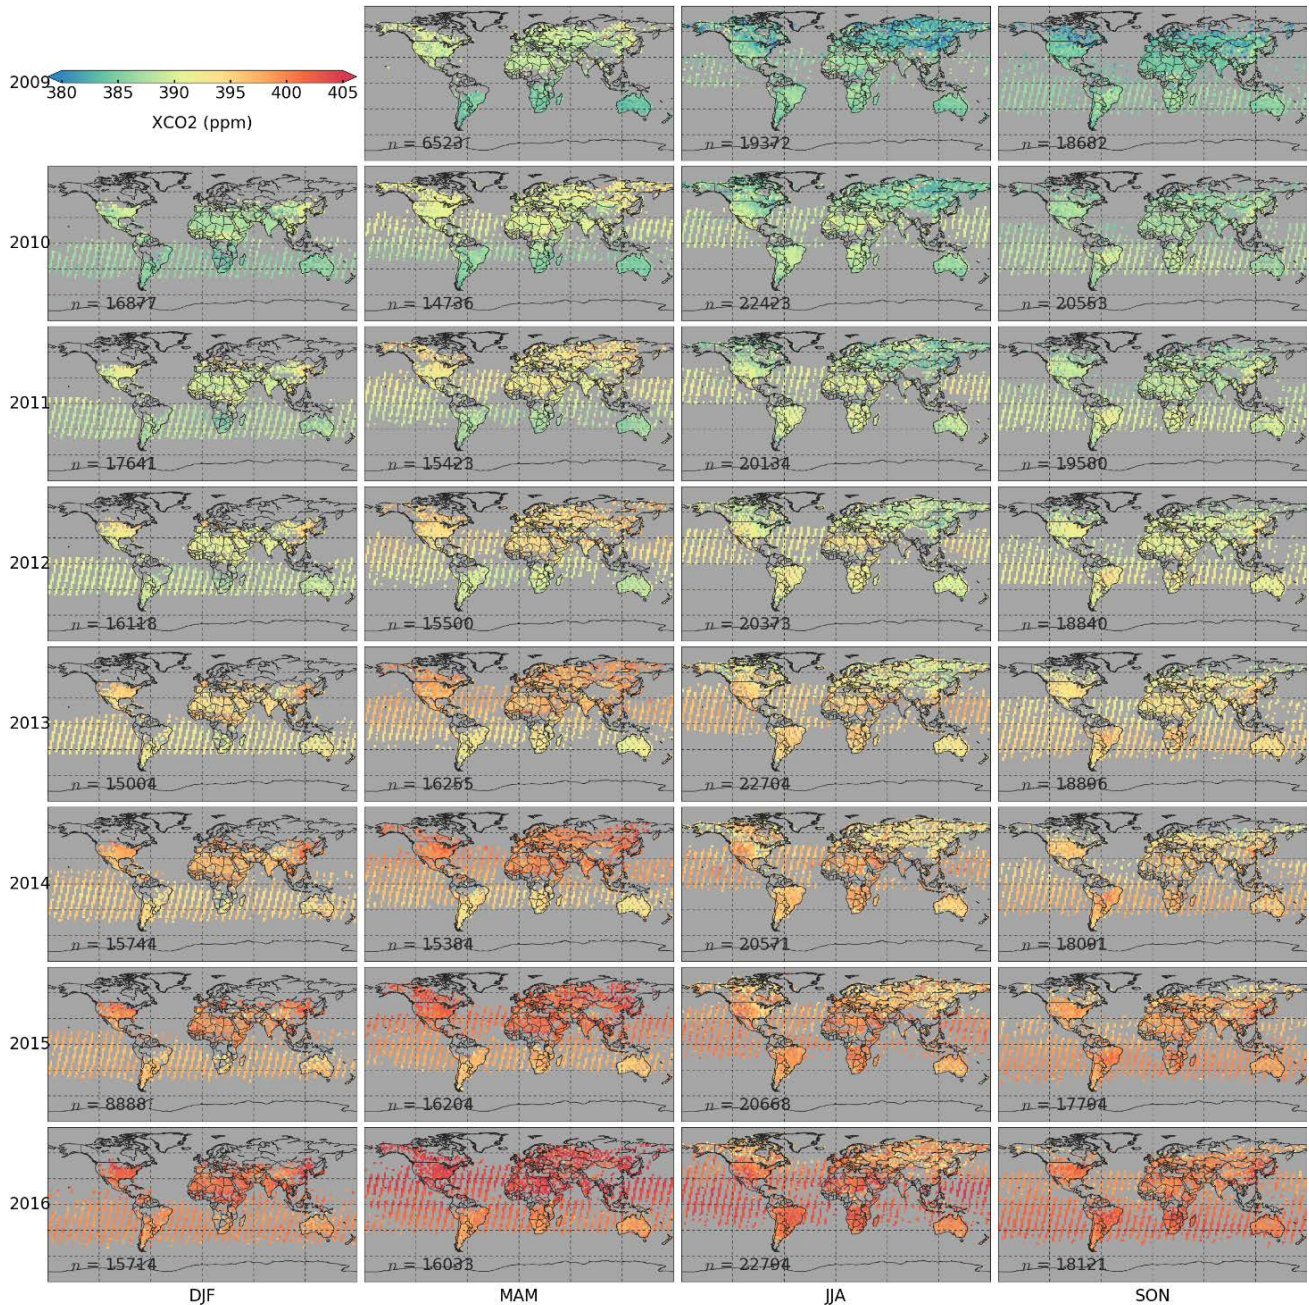 2009
380 385 390 395 400 405
XCO2 (ppm)
n = 6523
n = 19372
n = 18682
2010
n = 16877
n = 14736
n = 22423
n = 20553
2011
n = 17641
n = 15423
n = 20134
n = 19580
2012
n = 16118
n = 15500
n = 20373
n = 18840
2013
n = 15004
n = 16255
n = 22704
n = 18896
2014
n = 15744
n = 15384
n = 20571
n = 18091
2015
n = 8888
n = 16204
n = 20668
n = 17794
2016
n = 15714
n = 16033
n = 22794
n = 18121
DJF MAM JJA SON